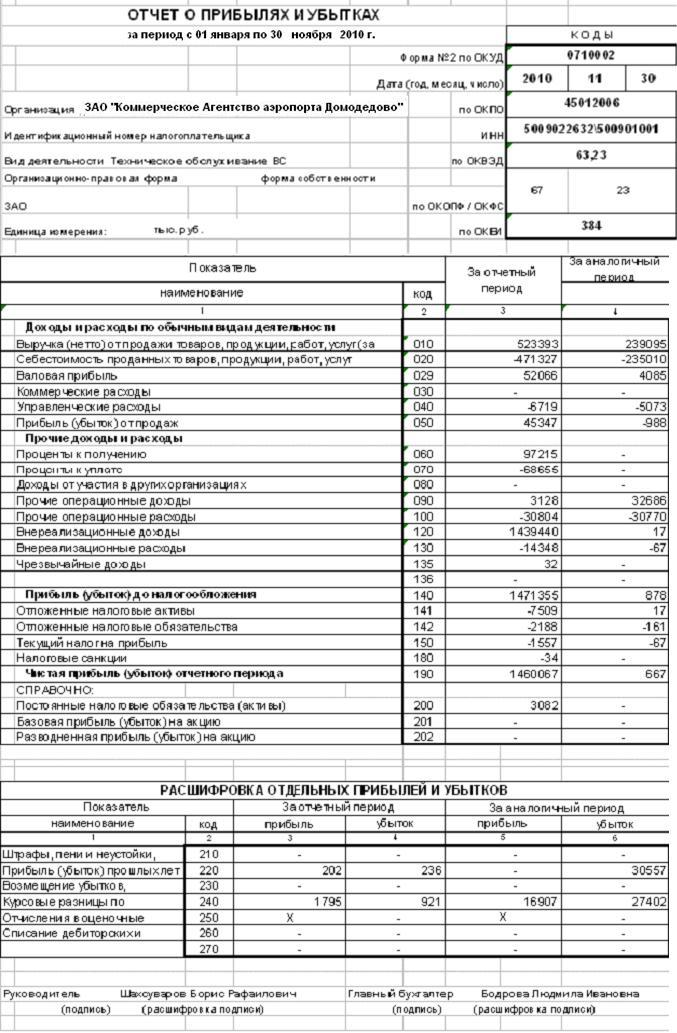 ОТЧЕТ О ПРИБЫЛЯХ И УБЫТКАХ
за период с 01 января по 30 ноября 2010 г.
КОДЫ
Форма №2 по ОКУД 0710002
Дата (год, месяц, число) 2010 11 30
Организация ЗАО "Коммерческое Агентство аэропорта Домодедово" по ОКПО 45012006
Идентификационный номер налогоплательщика ИНН 5009022632\500901001
Вид деятельности Техническое обслуживание ВС по ОКВЭД 63,23
Организационно-правовая форма форма собственности
67 23
ЗАО по ОКОПФ / ОКФС
Единица измерения: тыс.руб. по ОКЕИ 384
Показатель За отчетный период За аналогичный период
наименование код
1 2 3 4
Доходы и расходы по обычным видам деятельности
Выручка (нетто) от продажи товаров, продукции, работ, услуг (за 010 523393 239095
Себестоимость проданных товаров, продукции, работ, услуг 020 -471327 -235010
Валовая прибыль 029 52066 4085
Коммерческие расходы 030 - -
Управленческие расходы 040 -6719 -5073
Прибыль (убыток) от продаж 050 45347 -988
Прочие доходы и расходы
Проценты к получению 060 97215 -
Проценты к уплате 070 -68655 -
Доходы от участия в других организациях 080 - -
Прочие операционные доходы 090 3128 32686
Прочие операционные расходы 100 -30804 -30770
Внереализационные доходы 120 1439440 17
Внереализационные расходы 130 -14348 -67
Чрезвычайные доходы 135 32 -
136 - -
Прибыль (убыток) до налогообложения 140 1471355 878
Отложенные налоговые активы 141 -7509 17
Отложенные налоговые обязательства 142 -2188 -161
Текущий налог на прибыль 150 -1557 -67
Налоговые санкции 180 -34 -
Чистая прибыль (убыток) отчетного периода 190 1460067 667
СПРАВОЧНО:
Постоянные налоговые обязательства (активы) 200 3082 -
Базовая прибыль (убыток) на акцию 201 - -
Разводненная прибыль (убыток) на акцию 202 - -
РАСШИФРОВКА ОТДЕЛЬНЫХ ПРИБЫЛЕЙ И УБЫТКОВ
Показатель За отчетный период За аналогичный период
наименование код прибыль убыток прибыль убыток
1 2 3 4 5 6
Штрафы, пени и неустойки, 210 - - - -
Прибыль (убыток) прошлых лет 220 202 236 - 30557
Возмещение убытков, 230 - - - -
Курсовые разницы по 240 1795 921 16907 27402
Отчисления в оценочные 250 X - X -
Списание дебиторских и 260 - - - -
270 - - - -
Руководитель Шахсуваров Борис Рафаилович Главный бухгалтер Бодрова Людмила Ивановна
(подпись) (расшифровка подписи) (подпись) (расшифровка подписи)